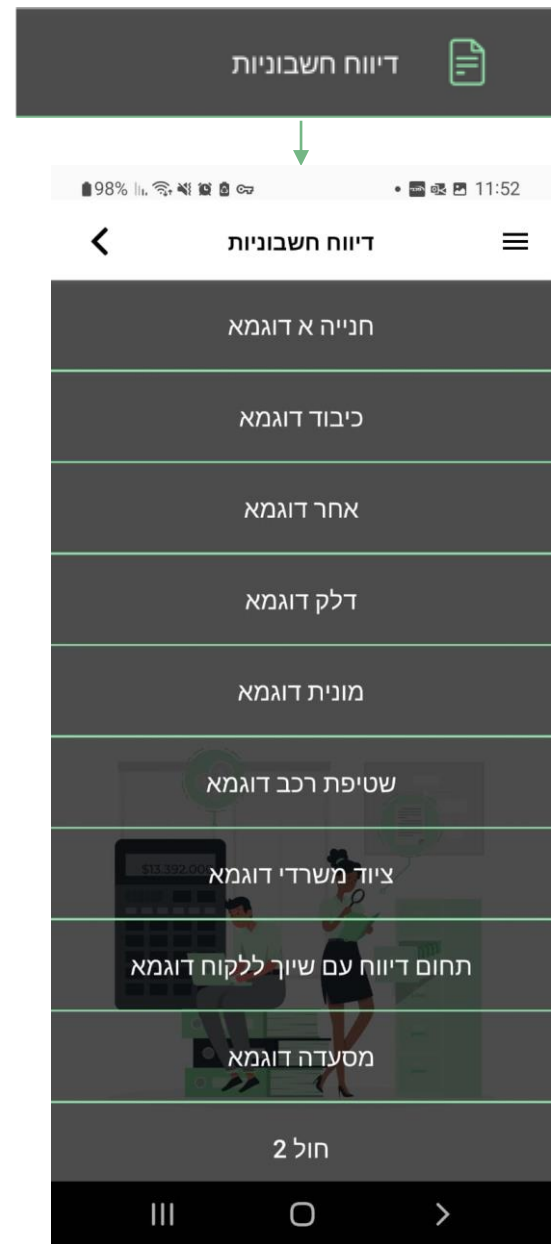 דיווח חשבוניות
98% 11:52
דיווח חשבוניות
חנייה א דוגמא
כיבוד דוגמא
אחר דוגמא
דלק דוגמא
מונית דוגמא
שטיפת רכב דוגמא
$13.392.000
ציוד משרדי דוגמא
תחום דיווח עם שיוך ללקוח דוגמא
מסעדה דוגמא
חול 2